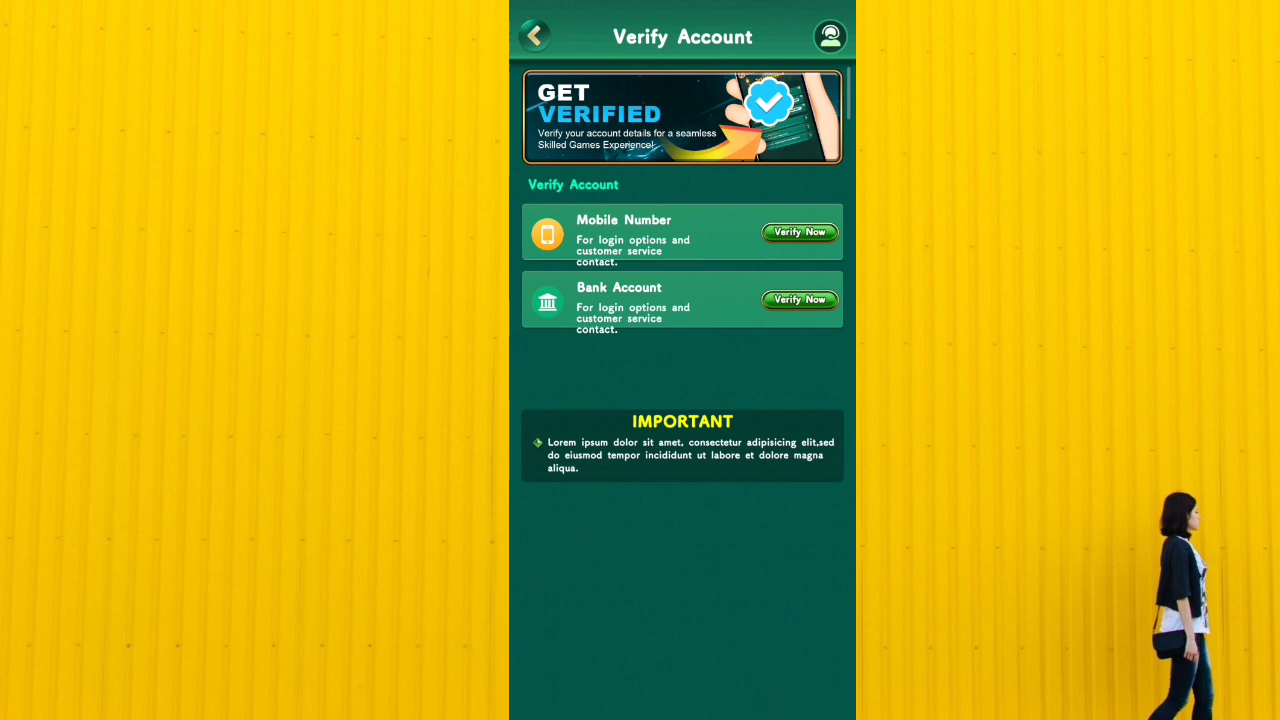 Verify Account
GET
VERIFIED
Verify your account details for a seamless
Skilled Games Experience!
Verify Account
Mobile Number
For login options and
customer service
contact.
Verify Now
Bank Account
For login options and
customer service
contact.
Verify Now
IMPORTANT
Lorem ipsum dolor sit amet, consectetur adipisicing elit,sed
do eiusmod tempor incididunt ut labore et dolore magna
aliqua.